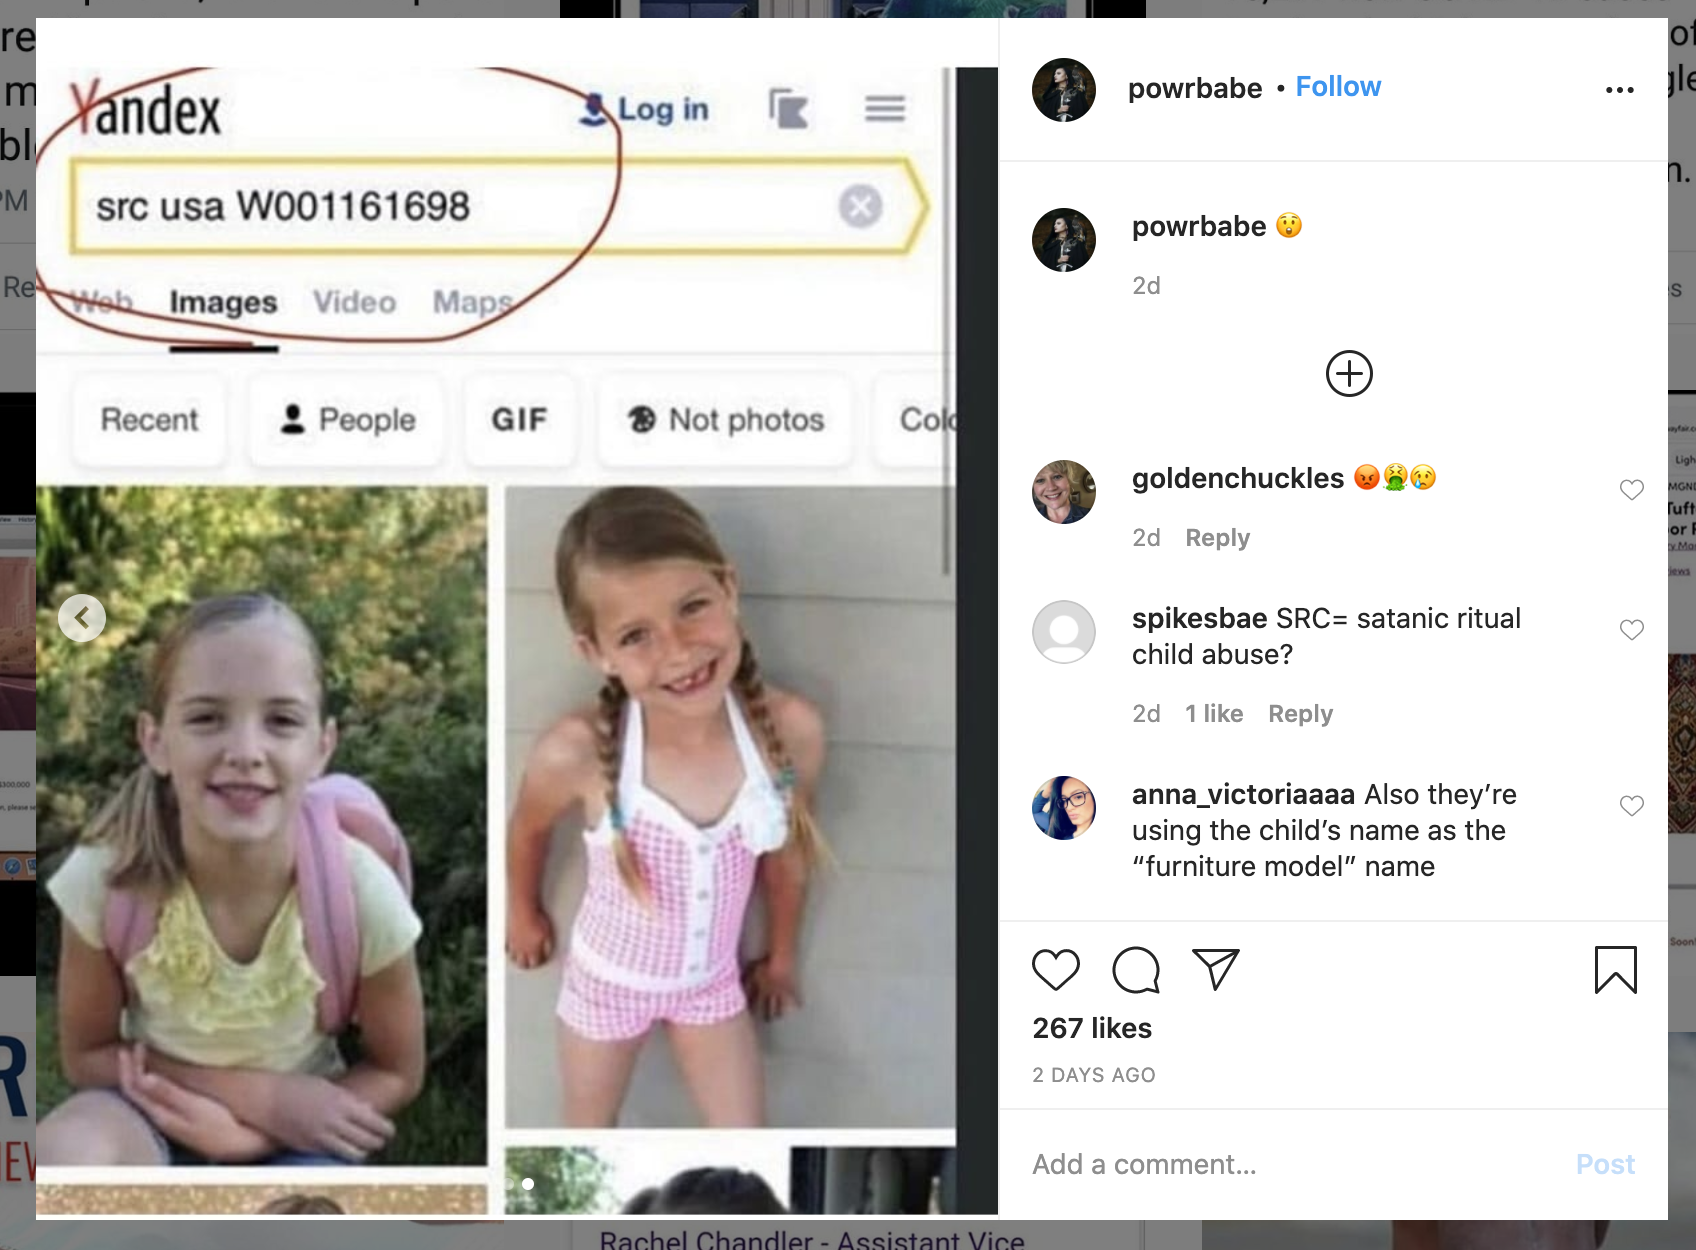 Yandex
Log in
src usa W001161698
Web Images Video Maps
Recent
People
GIF
Not photos
powrbabe • Follow
powrbabe 😲
2d
goldenchuckles 😡🤮😢
2d Reply
spikesbae SRC= satanic ritual
child abuse?
2d 1 like Reply
anna_victoriaaaa Also they're
using the child's name as the
"furniture model" name
267 likes
2 DAYS AGO
Add a comment...
Post
Rachel Chandler - Assistant Vice